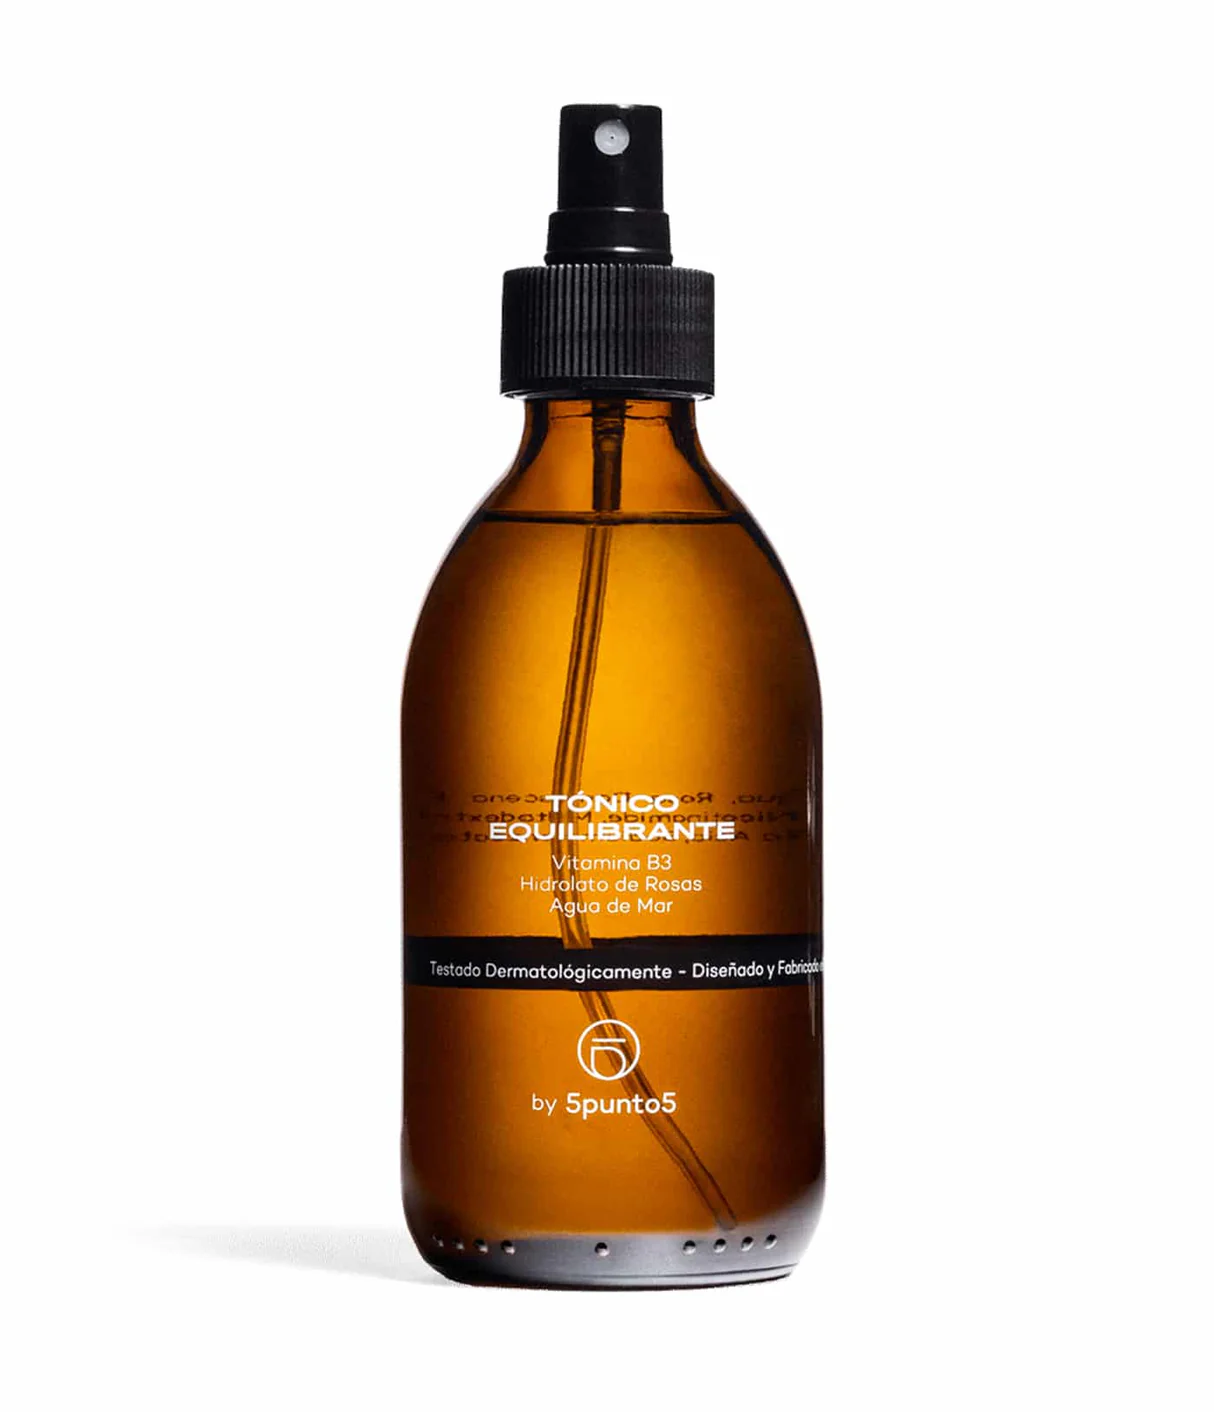 TÓNICO
EQUILIBRANTE
Vitamina B3
Hidrolato de Rosas
Agua de Mar
Testado Dermatológicamente - Diseñado y Fabricado
by 5punto5